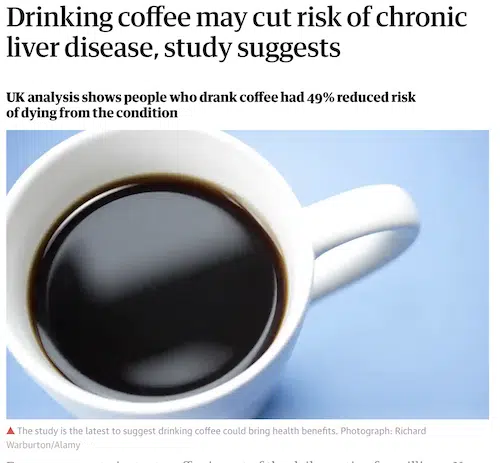 Drinking coffee may cut risk of chronic
liver disease, study suggests
UK analysis shows people who drank coffee had 49% reduced risk
of dying from the condition
▲ The study is the latest to suggest drinking coffee could bring health benefits. Photograph: Richard
Warburton/Alamy